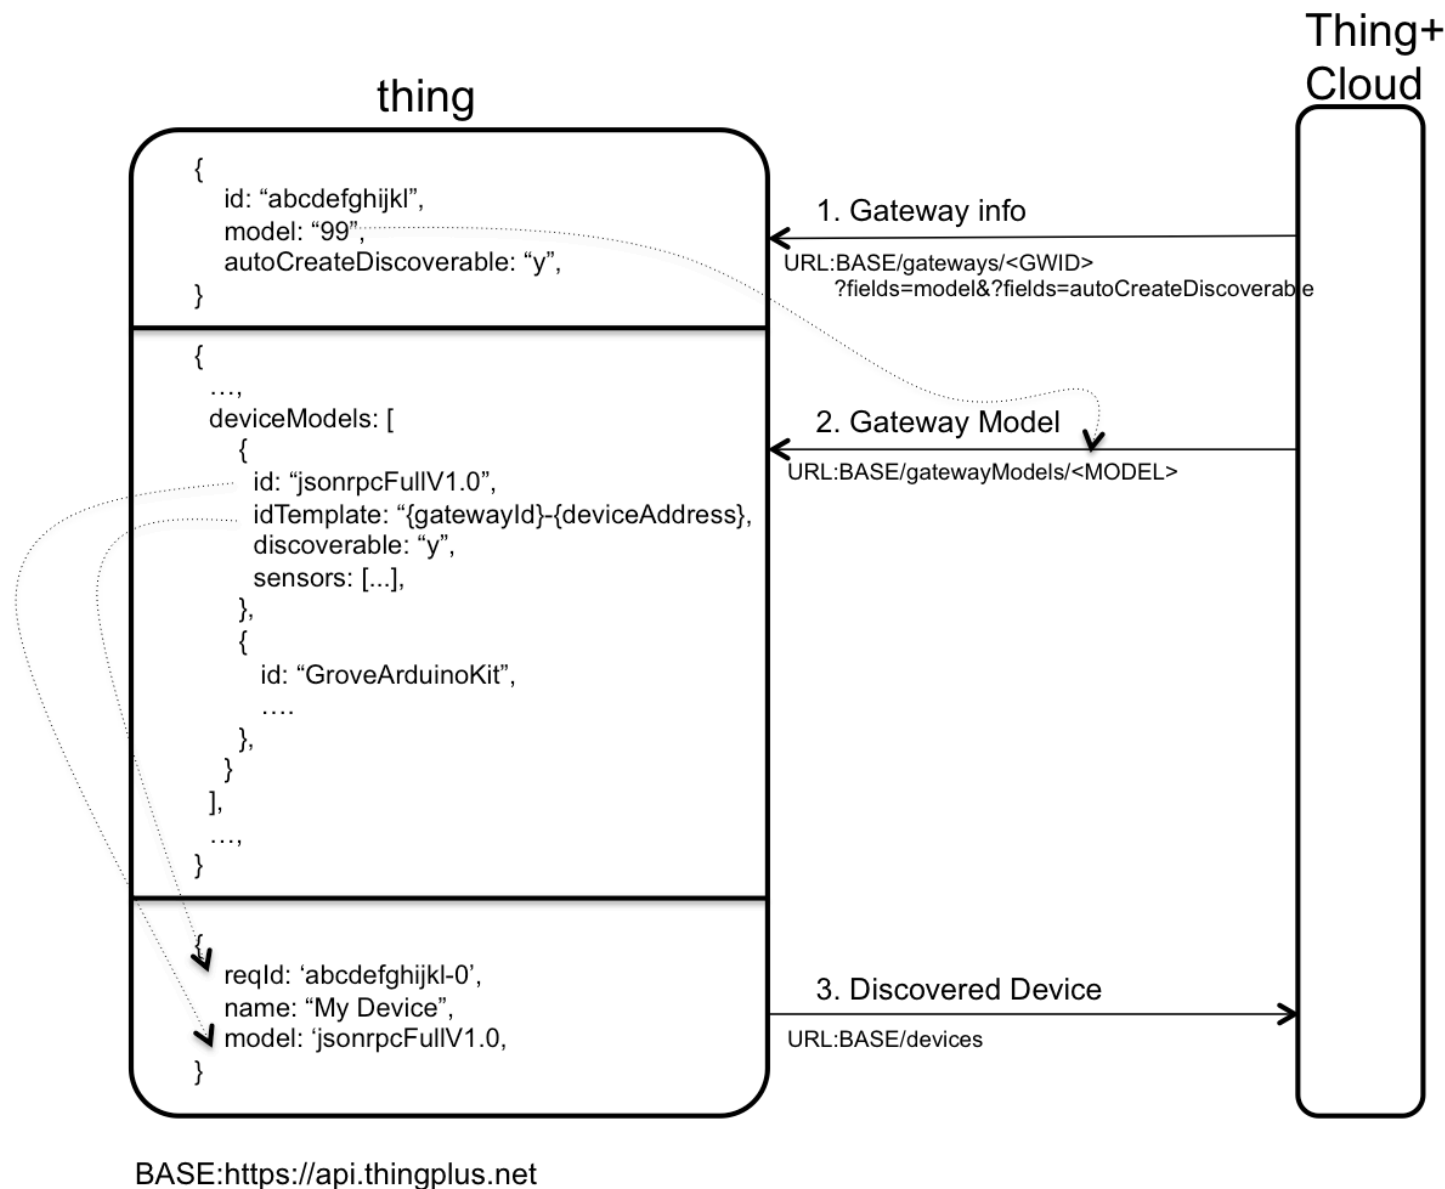 Thing+
Cloud
thing
{
id: “abcdefghijkl”,
model: “99”,
autoCreateDiscoverable: “y”,
}
1. Gateway info
URL:BASE/gateways/<GWID>
?fields=model&?fields=autoCreateDiscoverable
{
…,
deviceModels: [
{
id: “jsonrpcFullV1.0”,
idTemplate: “{gatewayId}-{deviceAddress},
discoverable: “y”,
sensors: [...],
},
{
id: “GroveArduinoKit”,
….
},
}
],
…,
}
2. Gateway Model
URL:BASE/gatewayModels/<MODEL>
{
reqId: ‘abcdefghijkl-0’,
name: “My Device”,
model: ‘jsonrpcFullV1.0,
}
3. Discovered Device
URL:BASE/devices
BASE:https://api.thingplus.net